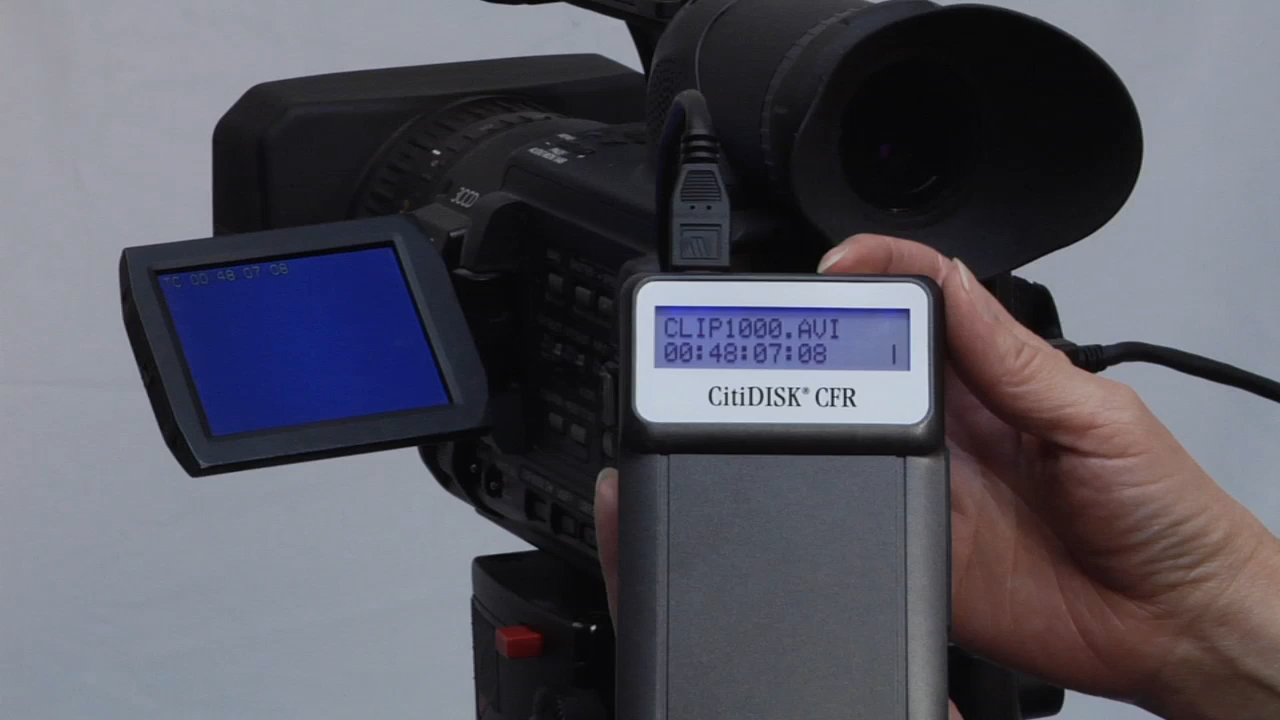 TC 00 48 07 08
3CCD
CLIP1000.AVI
00:48:07:08
CitiDISK® CFR